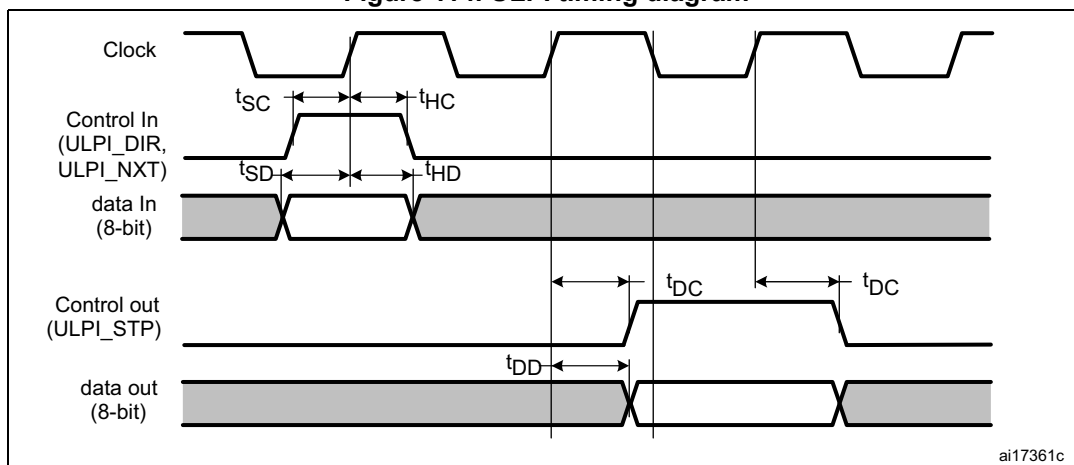 Figure ULPI timing diagram
Clock
tSC
tHC
Control In
(ULPI_DIR,
ULPI_NXT)
tSD
tHD
data In
(8-bit)
tDC
tDC
Control out
(ULPI_STP)
tDD
data out
(8-bit)
ai17361c